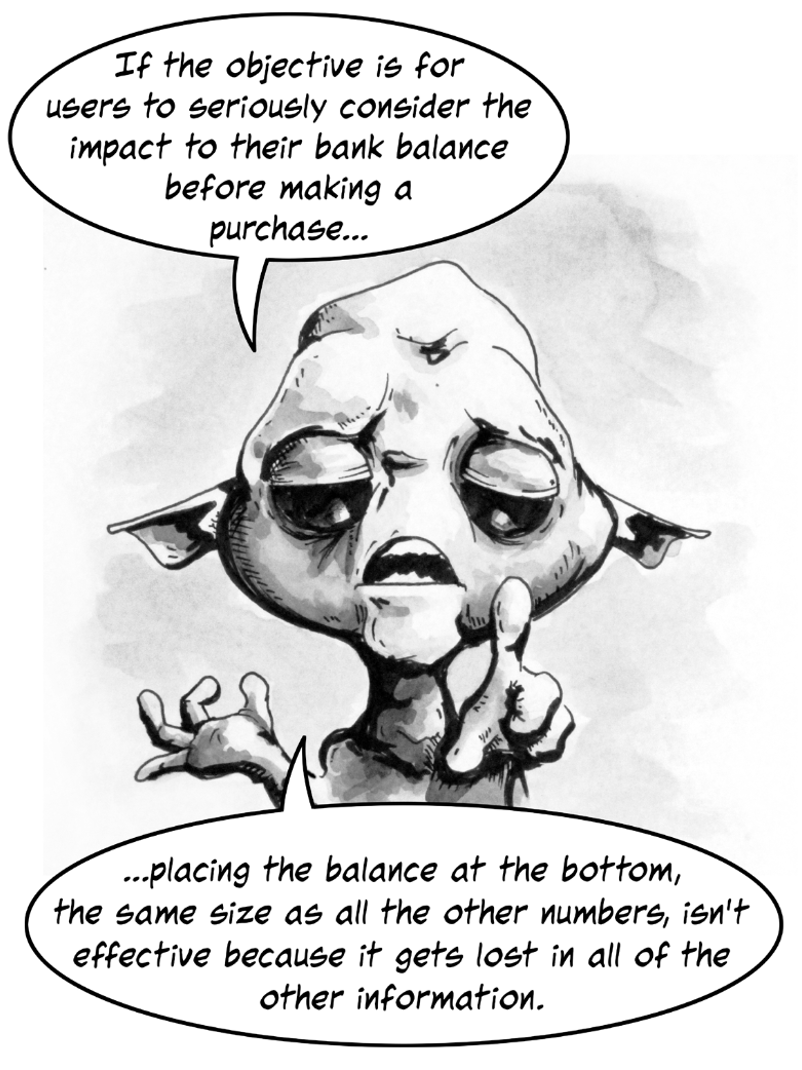 If the objective is for
users to seriously consider the
impact to their bank balance
before making a
purchase...
...placing the balance at the bottom,
the same size as all the other numbers, isn't
effective because it gets lost in all of the
other information.